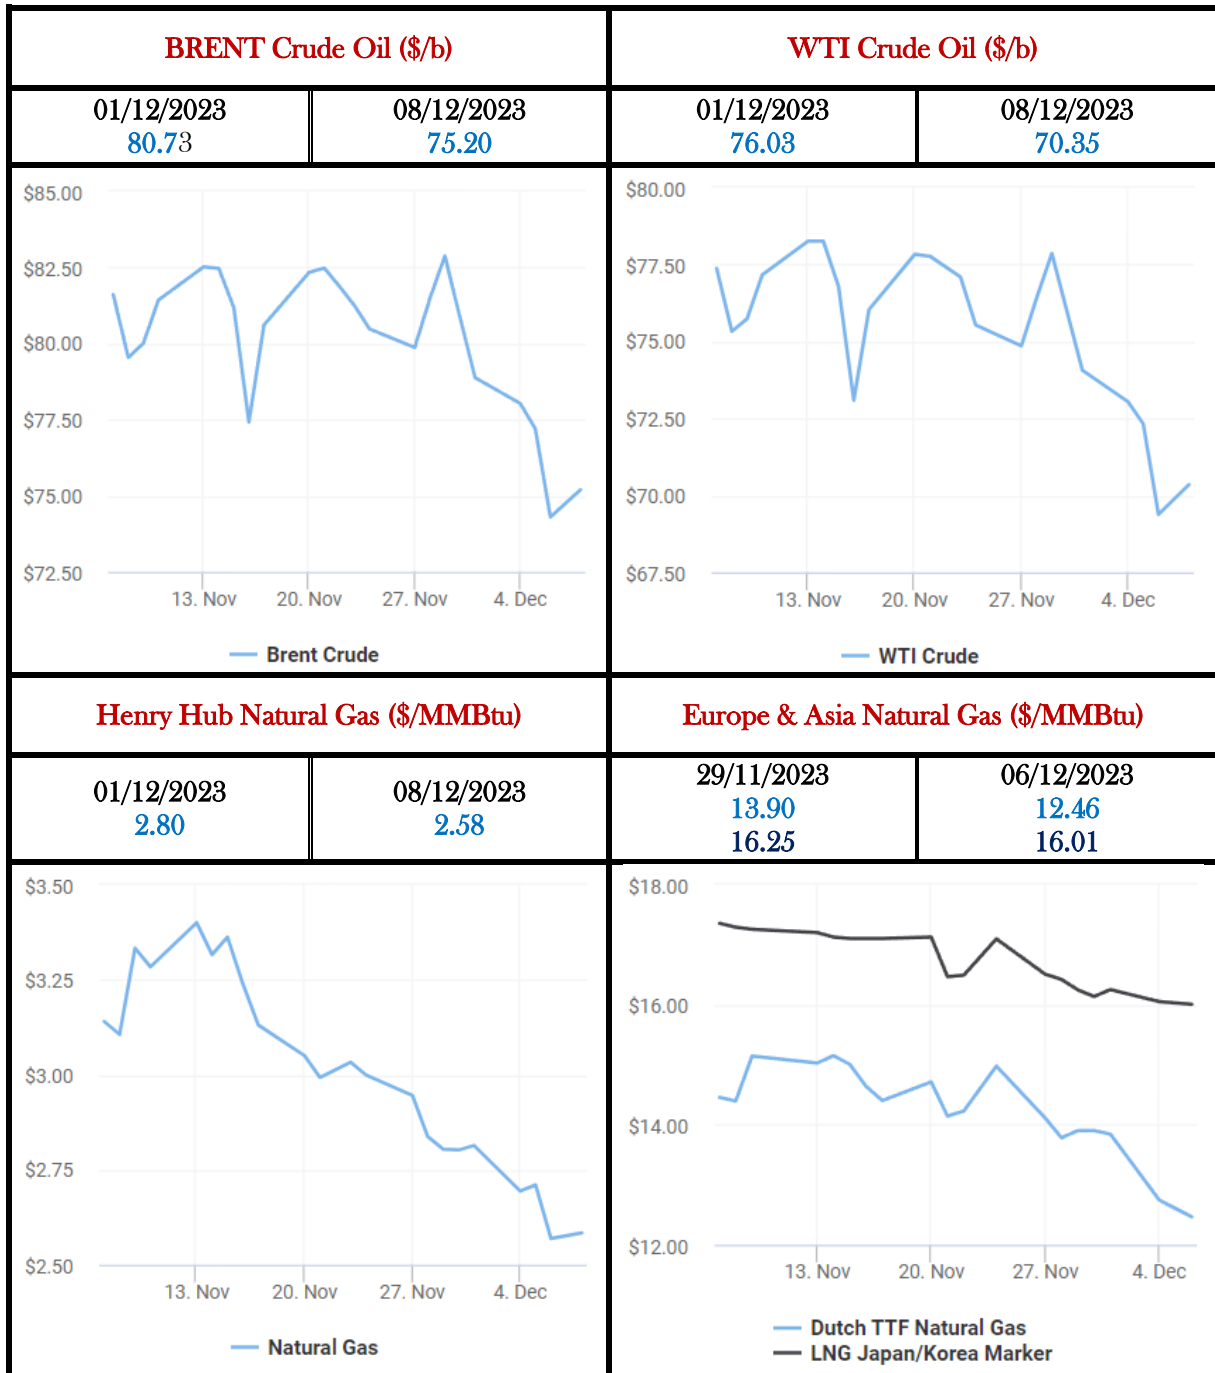 BRENT Crude Oil ($/b)
WTI Crude Oil ($/b)
01/12/2023
80.73
08/12/2023
75.20
01/12/2023
76.03
08/12/2023
70.35
$85.00
$82.50
$80.00
$77.50
$75.00
$72.50
13. Nov
20. Nov
27. Nov
4. Dec
Brent Crude
$80.00
$77.50
$75.00
$72.50
$70.00
$67.50
13. Nov
20. Nov
27. Nov
4. Dec
WTI Crude
Henry Hub Natural Gas ($/MMBtu)
Europe & Asia Natural Gas ($/MMBtu)
01/12/2023
2.80
08/12/2023
2.58
29/11/2023
13.90
16.25
06/12/2023
12.46
16.01
$3.50
$3.25
$3.00
$2.75
$2.50
13. Nov
20. Nov
27. Nov
4. Dec
Natural Gas
$18.00
$16.00
$14.00
$12.00
13. Nov
20. Nov
27. Nov
4. Dec
Dutch TTF Natural Gas
LNG Japan/Korea Marker